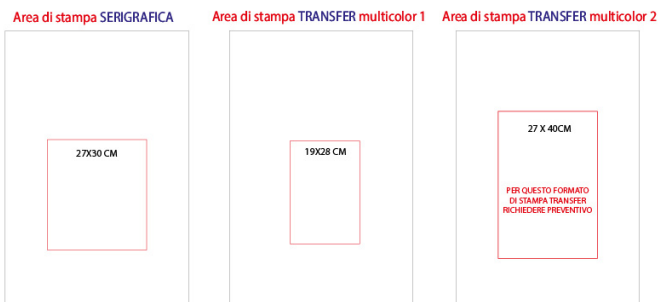 Area di stampa SERIGRAFICA
Area di stampa TRANSFER multicolor 1
Area di stampa TRANSFER multicolor 2
27X30 CM
19X28 CM
27 X 40CM
PER QUESTO FORMATO
DI STAMPA TRANSFER
RICHIEDERE PREVENTIVO